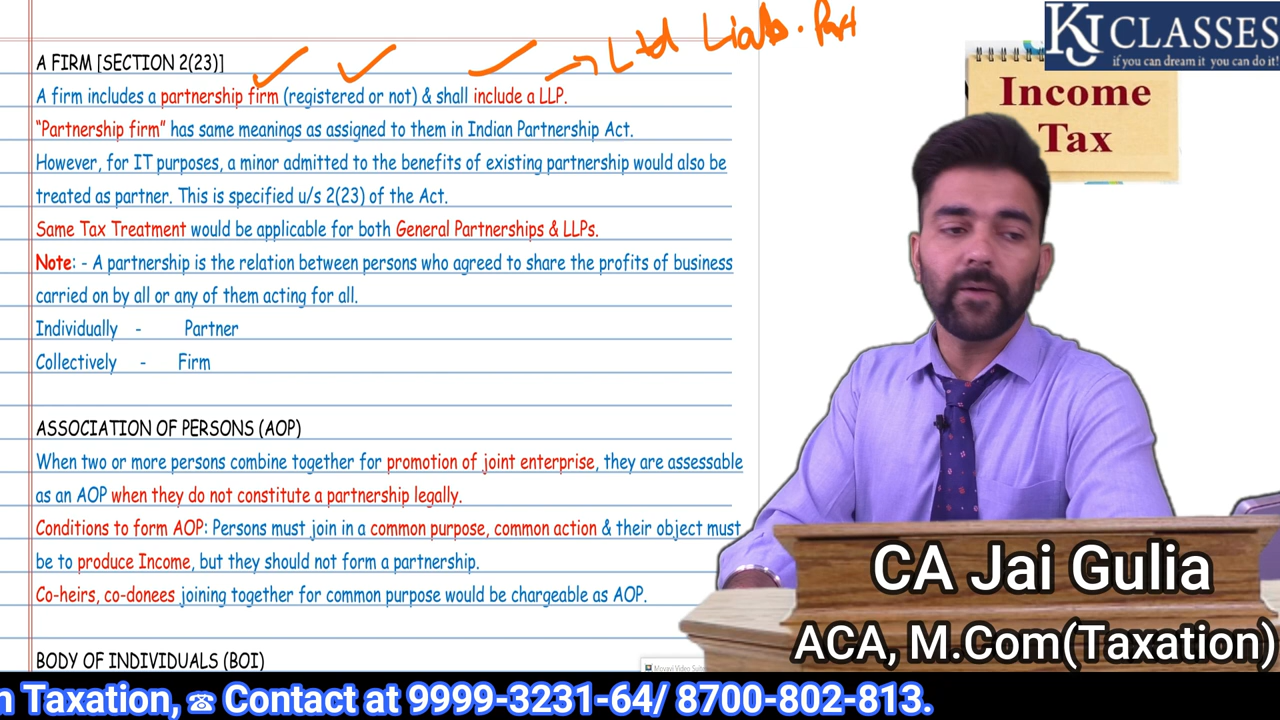 Ltd Liab. Part
KJ CLASSES
if you can dream it you can do it!
Income
Tax
A FIRM [SECTION 2(23)]
A firm includes a partnership firm (registered or not) & shall include a LLP.
“Partnership firm” has same meanings as assigned to them in Indian Partnership Act.
However, for IT purposes, a minor admitted to the benefits of existing partnership would also be
treated as partner. This is specified u/s 2(23) of the Act.
Same Tax Treatment would be applicable for both General Partnerships & LLPs.
Note: - A partnership is the relation between persons who agreed to share the profits of business
carried on by all or any of them acting for all.
Individually - Partner
Collectively - Firm
ASSOCIATION OF PERSONS (AOP)
When two or more persons combine together for promotion of joint enterprise, they are assessable
as an AOP when they do not constitute a partnership legally.
Conditions to form AOP: Persons must join in a common purpose, common action & their object must
be to produce Income, but they should not form a partnership.
Co-heirs, co-donees joining together for common purpose would be chargeable as AOP.
BODY OF INDIVIDUALS (BOI)
CA Jai Gulia
ACA, M.Com(Taxation)
Movavi Video Suite
n Taxation, ☎ Contact at 9999-3231-64/ 8700-802-813.